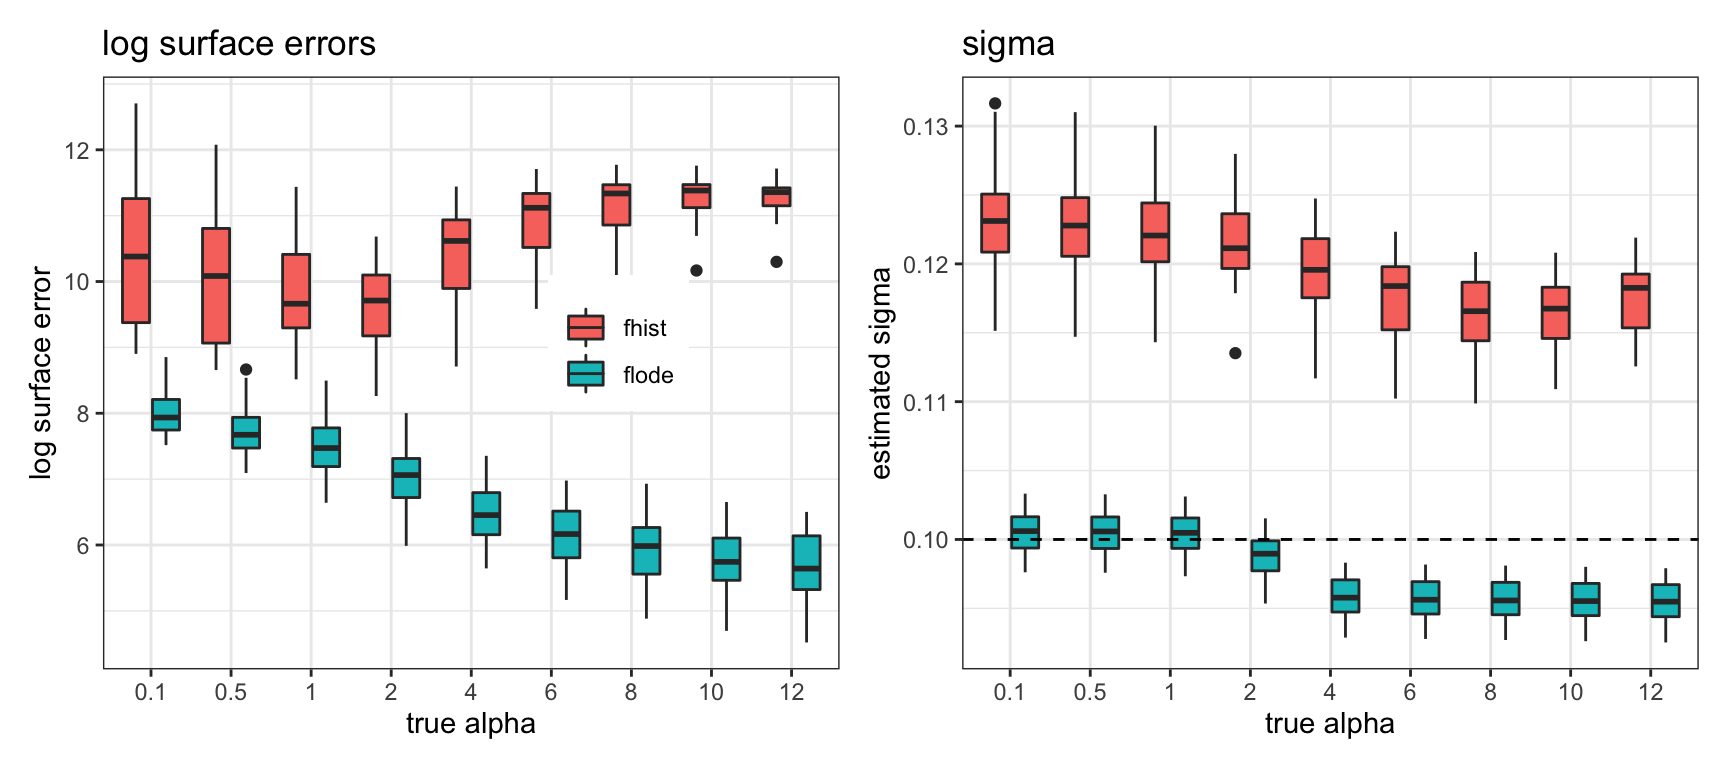 log surface errors
log surface error
12
10
8
6
fhist
flode
0.1 0.5 1 2 4 6 8 10 12
true alpha
sigma
estimated sigma
0.13
0.12
0.11
0.10
0.1 0.5 1 2 4 6 8 10 12
true alpha